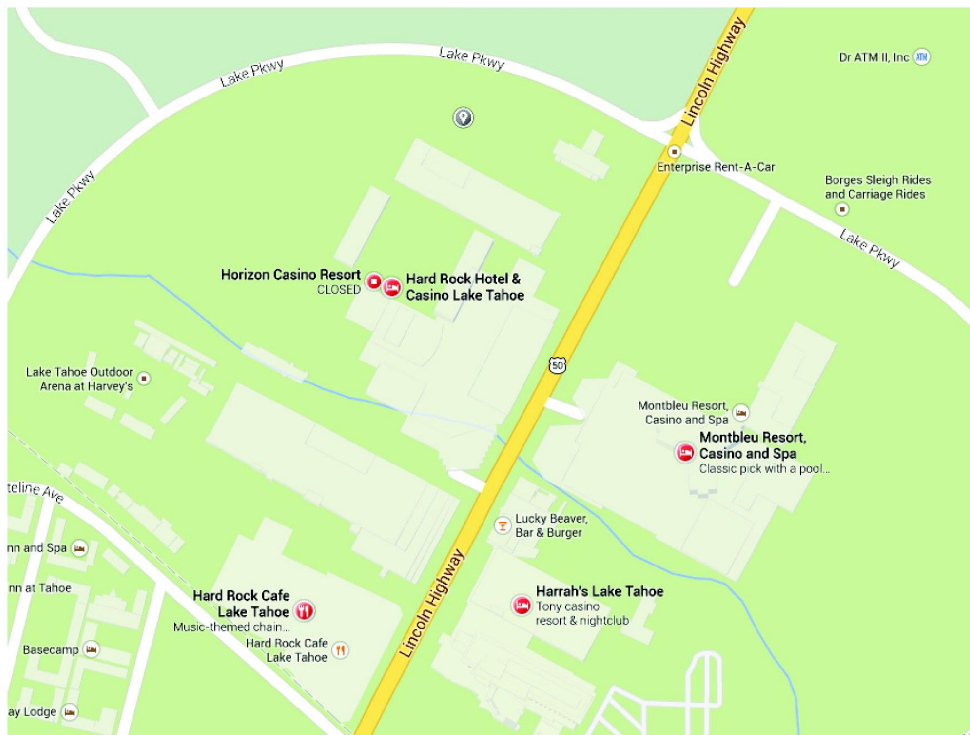 Lincoln Highway
Lake Pkwy
Lake Pkwy
Dr ATM II, Inc
ATM
Enterprise Rent-A-Car
Borges Sleigh Rides
and Carriage Rides
Lake Pkwy
Lake Pkwy
Horizon Casino Resort
CLOSED
Hard Rock Hotel &
Casino Lake Tahoe
50
Lake Tahoe Outdoor
Arena at Harvey's
Montbleu Resort,
Casino and Spa
Montbleu Resort,
Casino and Spa
Classic pick with a pool...
teline Ave
Lucky Beaver,
Bar & Burger
nn and Spa
nn at Tahoe
Lincoln Highway
Hard Rock Cafe
Lake Tahoe
Music-themed chain...
Harrah's Lake Tahoe
Tony casino
resort & nightclub
Hard Rock Cafe
Lake Tahoe
Basecamp
ay Lodge